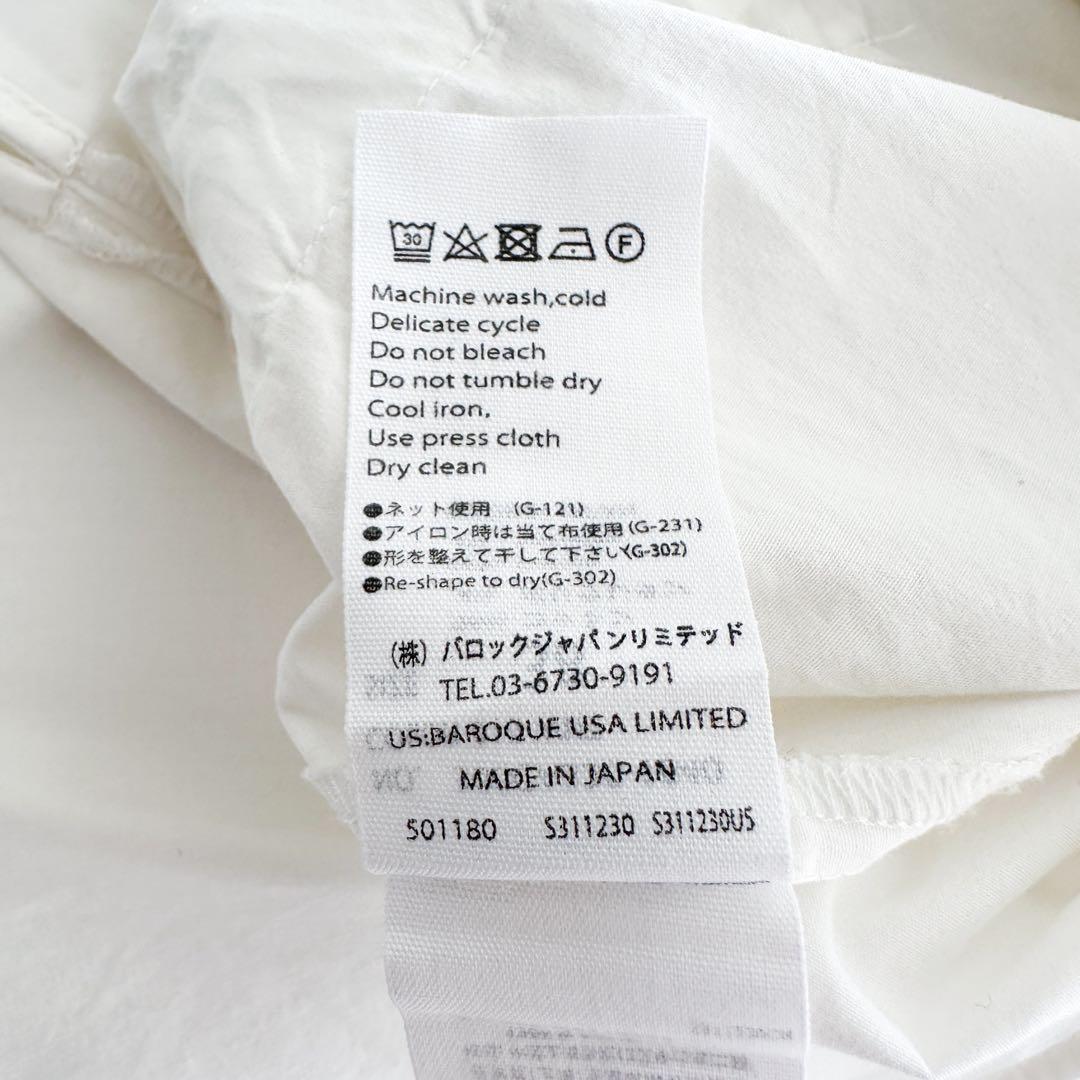 30 F
Machine wash,cold
Delicate cycle
Do not bleach
Do not tumble dry
Cool iron.
Use press cloth
Dry clean
●ネット使用 (G-121)
●アイロン時は当て布使用(G-231)
●形を整えて干して下さい(G-302)
●Re-shape to dry(G-302)
(株) バロックジャパンリミテッド
TEL.03-6730-9191
US:BAROQUE USA LIMITED
MADE IN JAPAN
501180 S311230 S311230US